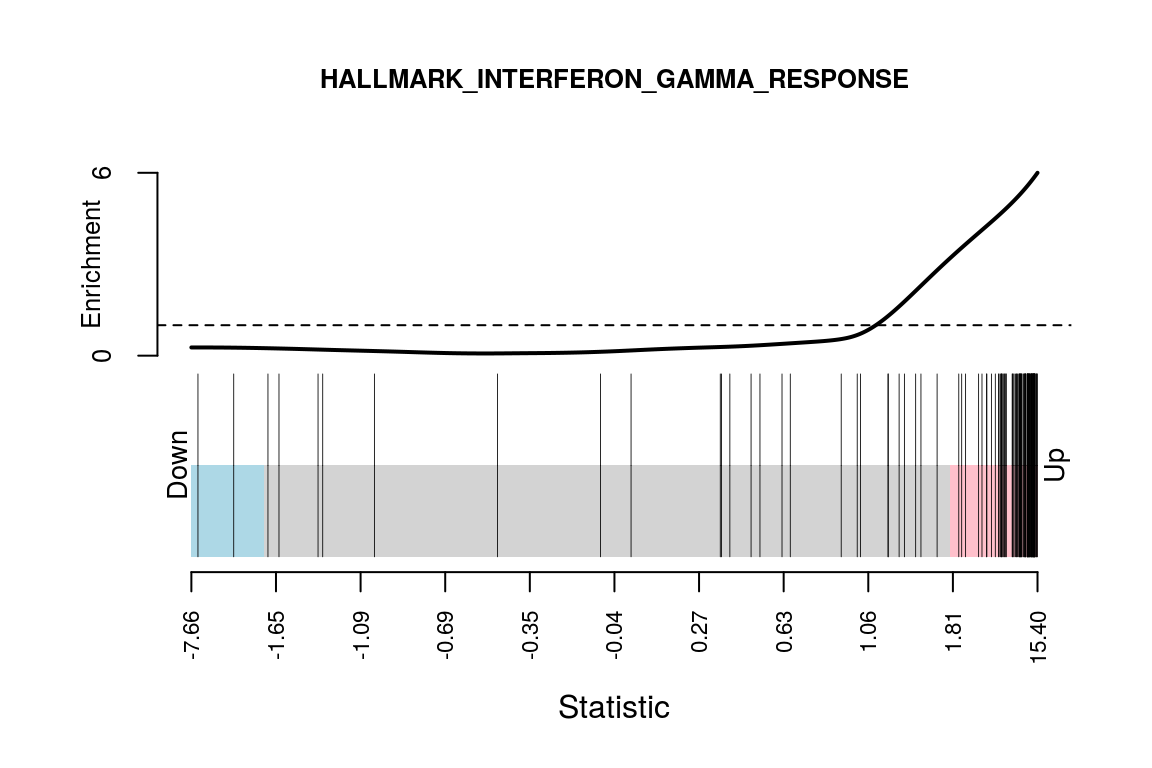 HALLMARK_INTERFERON_GAMMA_RESPONSE
6
Enrichment
0
Down
Up
-7.66 -1.65 -1.09 -0.69 -0.35 -0.04 0.27 0.63 1.06 1.81 15.40
Statistic